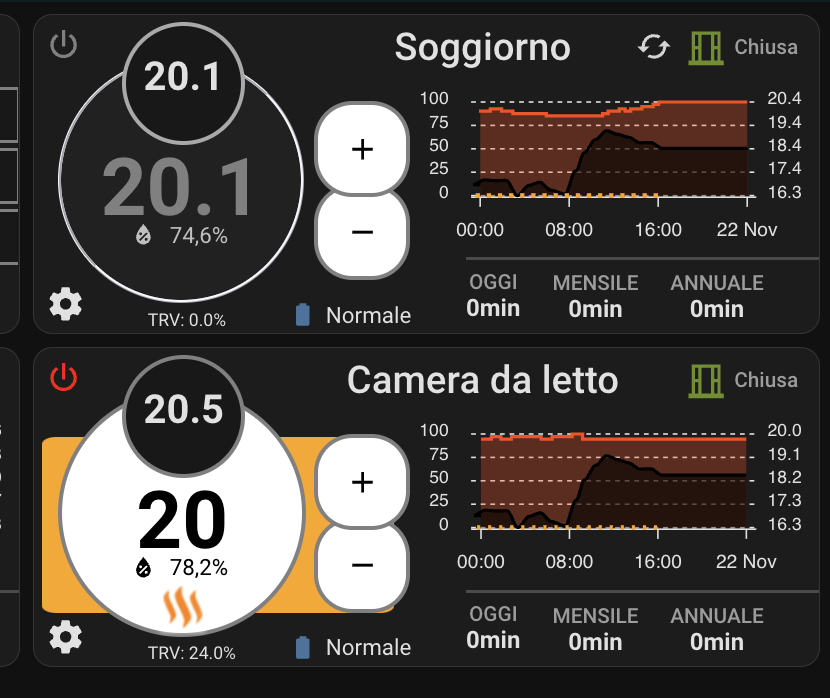 Soggiorno
Chiusa
20.1
20.1
74,6%
+
−
TRV: 0.0%
Normale
100 20.4
75 19.4
50 18.4
25 17.4
0 16.3
00:00 08:00 16:00 22 Nov
OGGI MENSILE ANNUALE
0min 0min 0min
Camera da letto
Chiusa
20.5
20
78,2%
+
−
TRV: 24.0%
Normale
100 20.0
75 19.1
50 18.2
25 17.3
0 16.3
00:00 08:00 16:00 22 Nov
OGGI MENSILE ANNUALE
0min 0min 0min